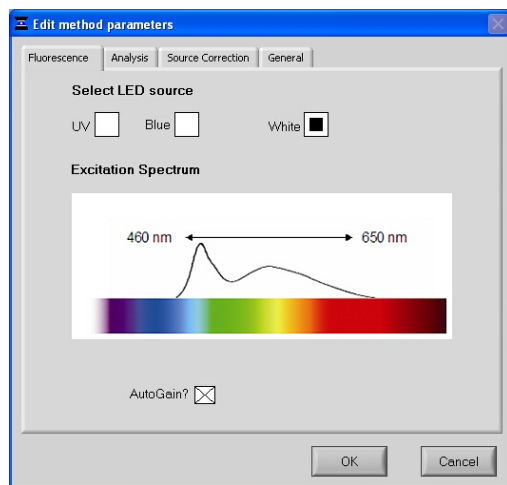 Edit method parameters
Fluorescence Analysis Source Correction General
Select LED source
UV Blue White
Excitation Spectrum
460 nm 650 nm
AutoGain?
OK Cancel